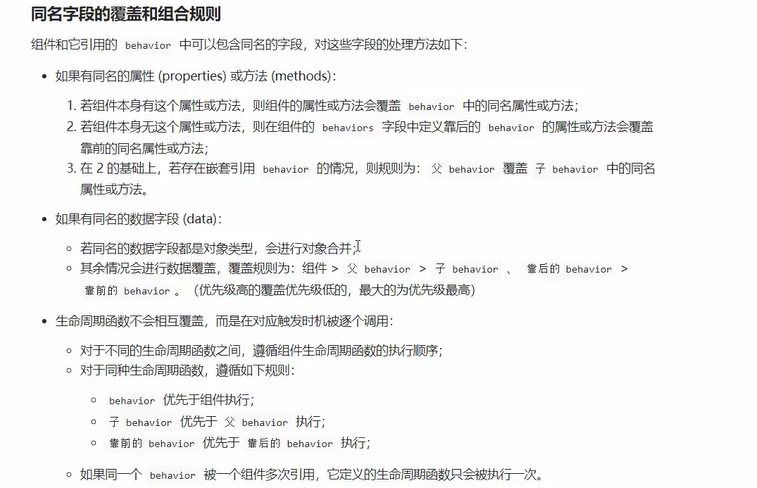 同名字段的覆盖和组合规则
组件和它引用的 behavior 中可以包含同名的字段，对这些字段的处理方法如下：
• 如果有同名的属性 (properties) 或方法 (methods)：
1. 若组件本身有这个属性或方法，则组件的属性或方法会覆盖 behavior 中的同名属性或方法；
2. 若组件本身无这个属性或方法，则在组件的 behaviors 字段中定义靠后的 behavior 的属性或方法会覆盖
靠前的同名属性或方法；
3. 在 2 的基础上，若存在嵌套引用 behavior 的情况，则规则为： 父 behavior 覆盖 子 behavior 中的同名
属性或方法。
• 如果有同名的数据字段 (data)：
○ 若同名的数据字段都是对象类型，会进行对象合并；
○ 其余情况会进行数据覆盖，覆盖规则为：组件 > 父 behavior > 子 behavior 、 靠后的 behavior >
靠前的 behavior 。（优先级高的覆盖优先级低的，最大的为优先级最高）
• 生命周期函数不会相互覆盖，而是在对应触发时机被逐个调用：
○ 对于不同的生命周期函数之间，遵循组件生命周期函数的执行顺序；
○ 对于同种生命周期函数，遵循如下规则：
○ behavior 优先于组件执行；
○ 子 behavior 优先于 父 behavior 执行；
○ 靠前的 behavior 优先于 靠后的 behavior 执行；
○ 如果同一个 behavior 被一个组件多次引用，它定义的生命周期函数只会被执行一次。